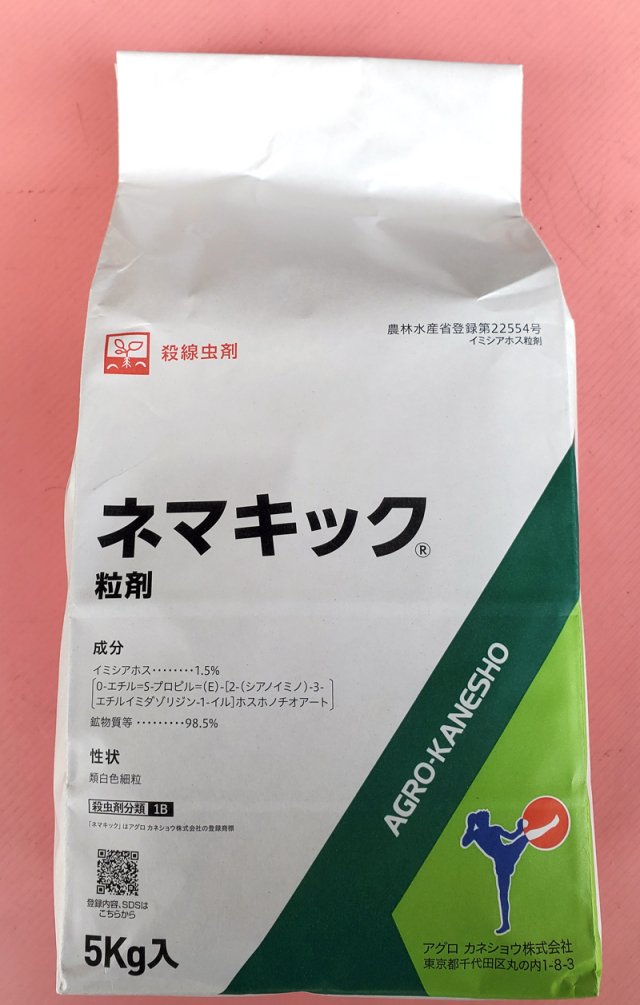 農林水産省登録第22554号
イミシアホス粒剤
殺線虫剤
ネマキック®
粒剤
成分
イミシアホス‥‥‥‥1.5%
O-エチル=S-プロピル=(E)-[2-(シアノイミノ)-3-
エチルイミダゾリジン-1-イル]ホスホノチオアート
鉱物質等‥‥‥‥‥98.5%
性状
類白色細粒
殺虫剤分類 1B
「ネマキック」はアグロ カネショウ株式会社の登録商標
登録内容、SDSは
こちらから
5Kg入
AGRO-KANESHO
アグロ カネショウ株式会社
東京都千代田区丸の内1-8-3